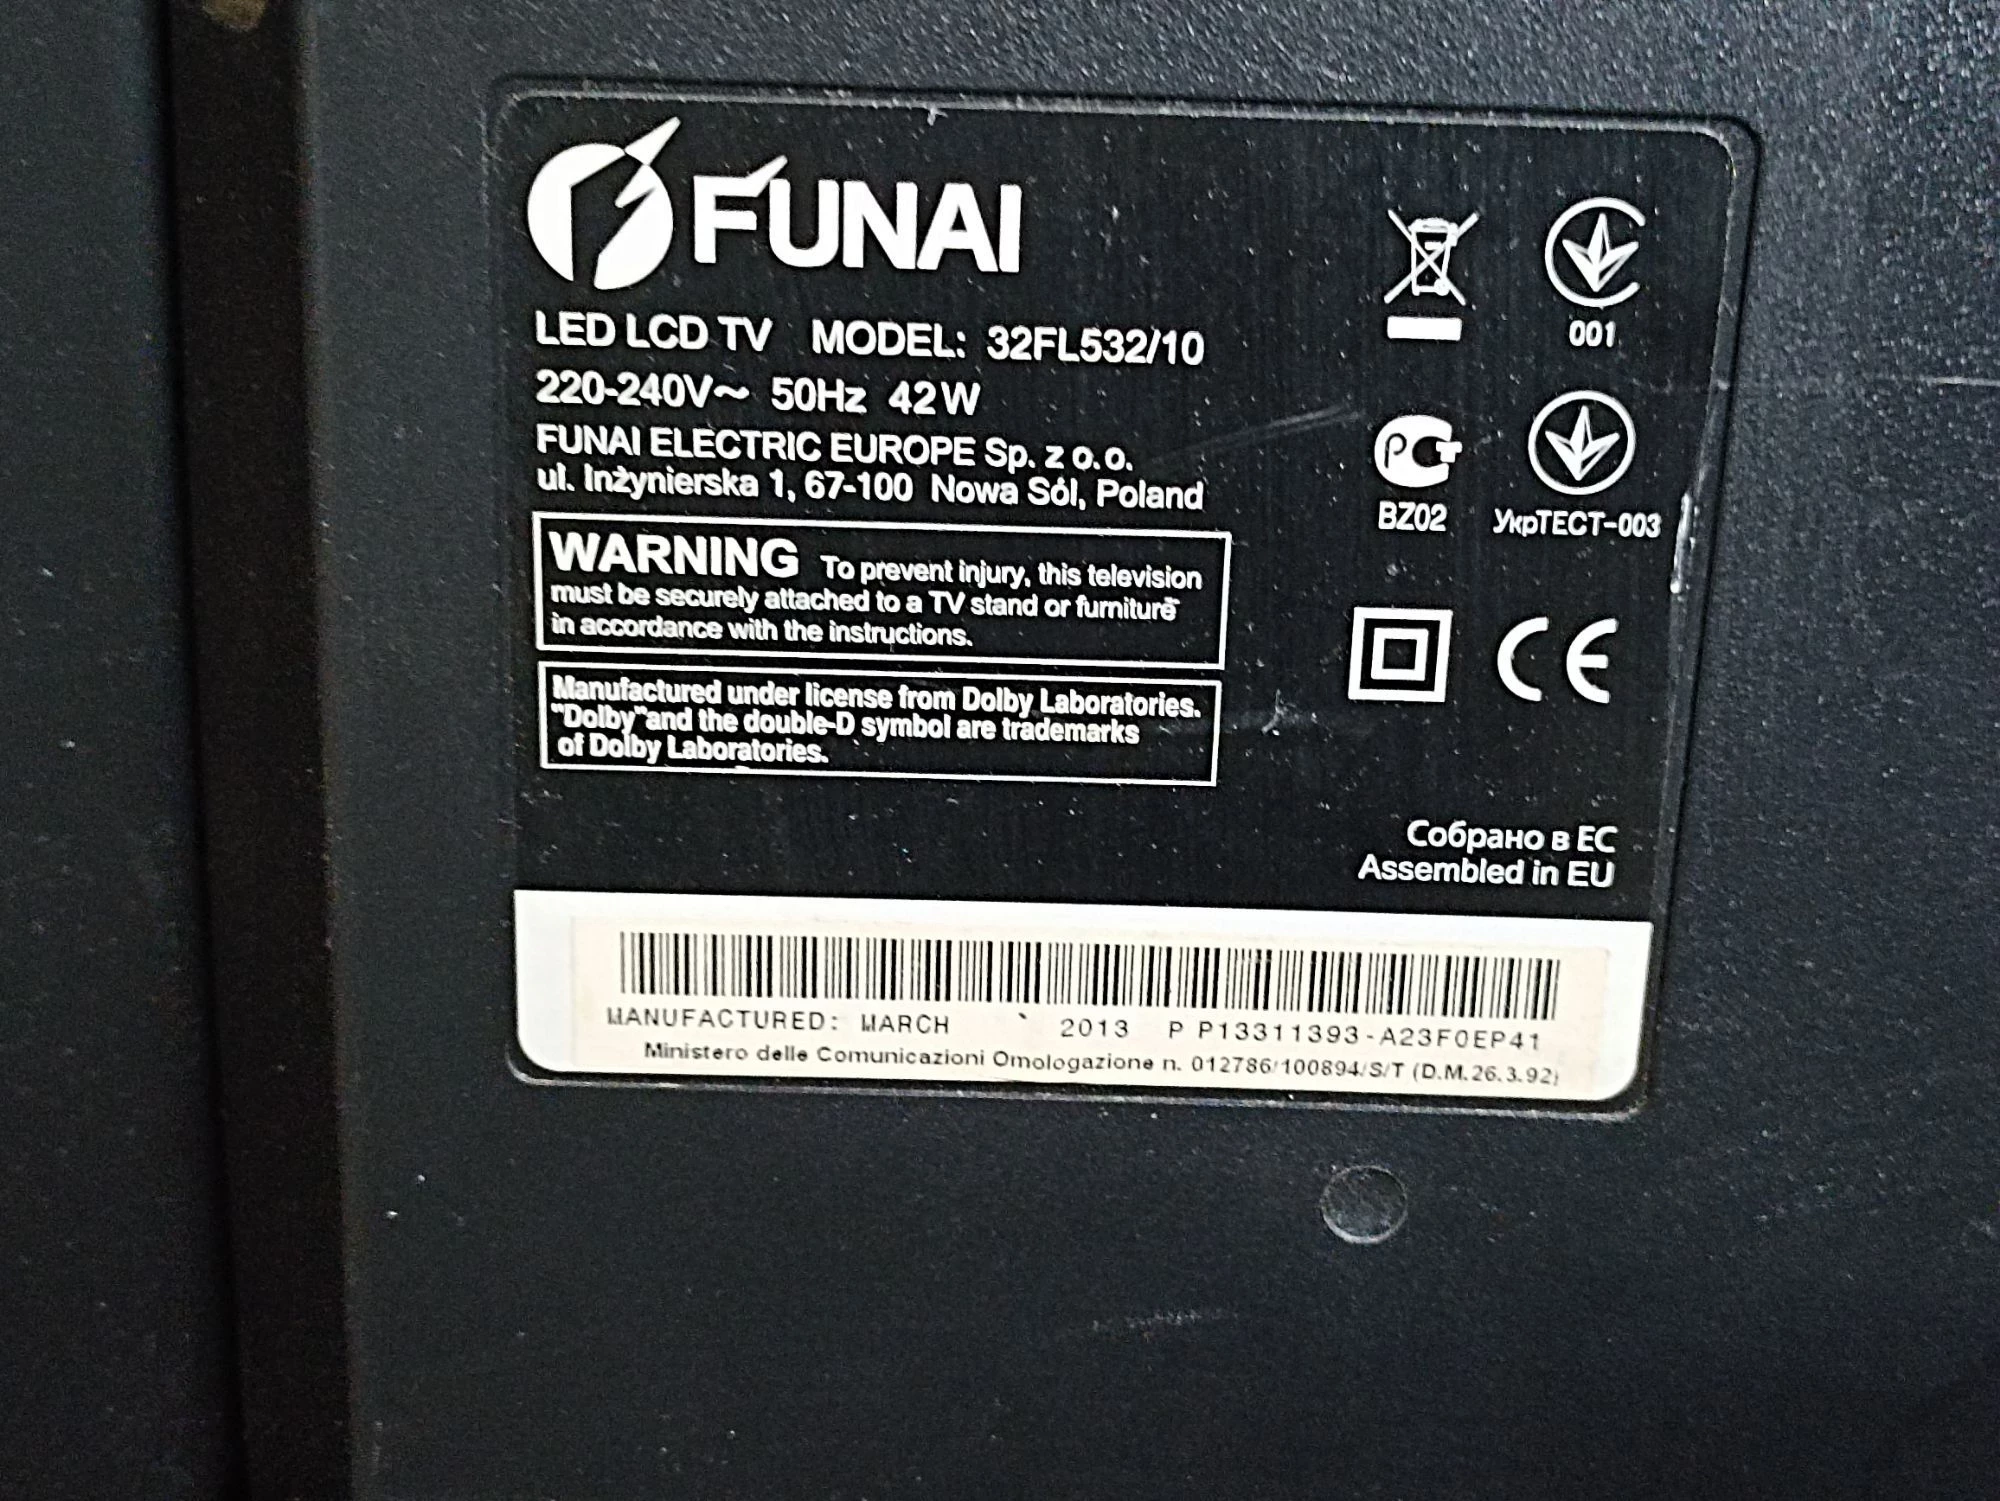 FUNAI
LED LCD TV MODEL: 32FL532/10
220-240V~ 50Hz 42W
FUNAI ELECTRIC EUROPE Sp. z o.o.
ul. Inżynierska 1, 67-100 Nowa Sól, Poland
WARNING To prevent injury, this television
must be securely attached to a TV stand or furniture
in accordance with the instructions.
Manufactured under license from Dolby Laboratories.
"Dolby"and the double-D symbol are trademarks
of Dolby Laboratories.
001
BZ02
УкрТЕСТ-003
CE
Собрано в ЕС
Assembled in EU
MANUFACTURED: MARCH 2013 P P13311393-A23F0EP41
Ministero delle Comunicazioni Omologazione n. 012786/100894/S/T (D.M.26.3.92)